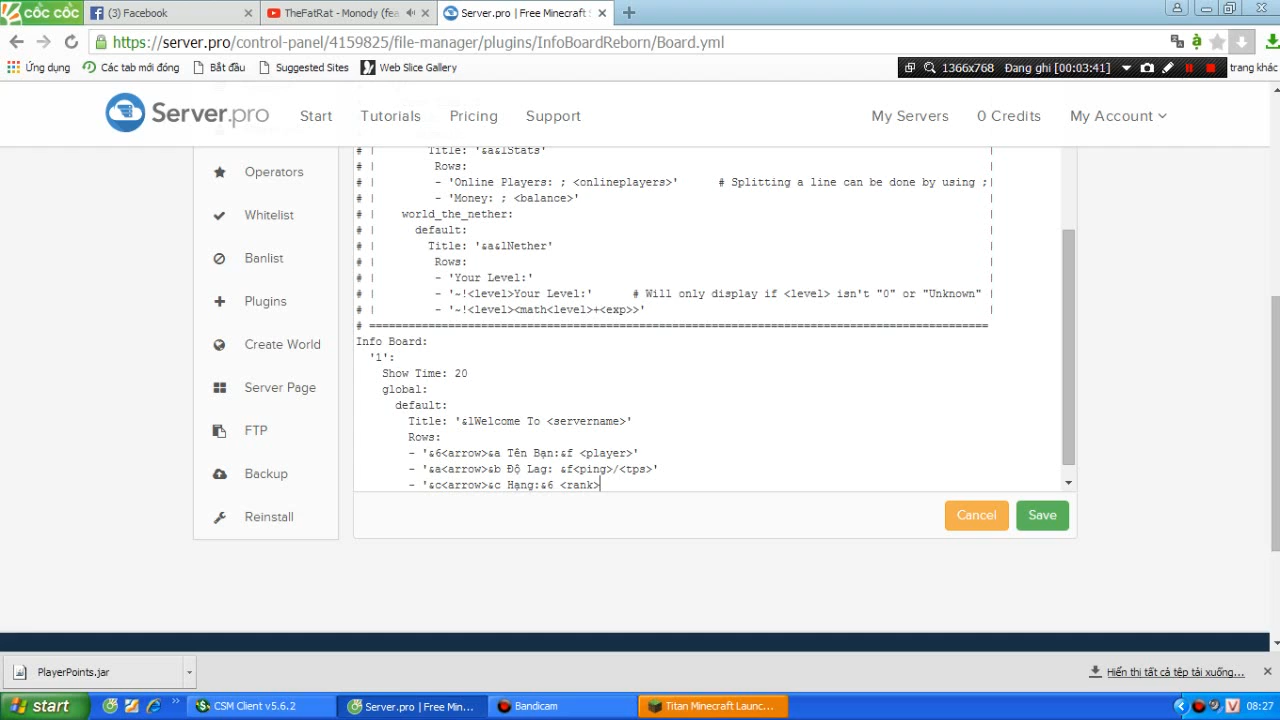 cốc cốc
(3) Facebook
TheFatRat - Monody (fea
Server.pro | Free Minecraft S
https://server.pro/control-panel/4159825/file-manager/plugins/InfoBoardReborn/Board.yml
Ứng dụng
Các tab mới đóng
Bắt đầu
Suggested Sites
Web Slice Gallery
1366x768 Đang ghi [00:03:41]
trang khác
Server.pro
Start
Tutorials
Pricing
Support
My Servers
0 Credits
My Account
Operators
Whitelist
Banlist
Plugins
Create World
Server Page
FTP
Backup
Reinstall
# | Title: '&a&lStats' |
# | Rows: |
# | - 'Online Players: ; <onlineplayers>' # Splitting a line can be done by using ;|
# | - 'Money: ; <balance>' |
# | world_the_nether: |
# | default: |
# | Title: '&a&lNether' |
# | Rows: |
# | - 'Your Level:' |
# | - '~!<level>Your Level:' # Will only display if <level> isn't "0" or "Unknown" |
# | - '~!<level><math<level>+<exp>>' |
# ==============================================================================================
Info Board:
'1':
Show Time: 20
global:
default:
Title: '&lWelcome To <servername>'
Rows:
- '&6<arrow>&a Tên Bạn:&f <player>'
- '&a<arrow>&b Độ Lag: &f<ping>/<tps>'
- '&c<arrow>&c Hạng:&6 <rank>
Cancel
Save
PlayerPoints.jar
Hiển thị tất cả tệp tải xuống...
start
CSM Client v5.6.2
Server.pro | Free Min...
Bandicam
Titan Minecraft Launc...
08:27